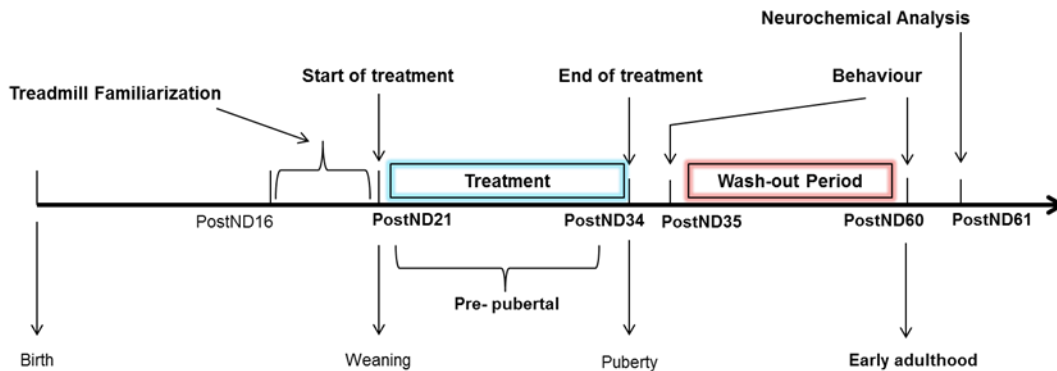 Neurochemical Analysis
Start of treatment
End of treatment
Behaviour
Treadmill Familiarization
Treatment
Wash-out Period
PostND16
PostND21
PostND34
PostND35
PostND60
PostND61
Pre- pubertal
Birth
Weaning
Puberty
Early adulthood